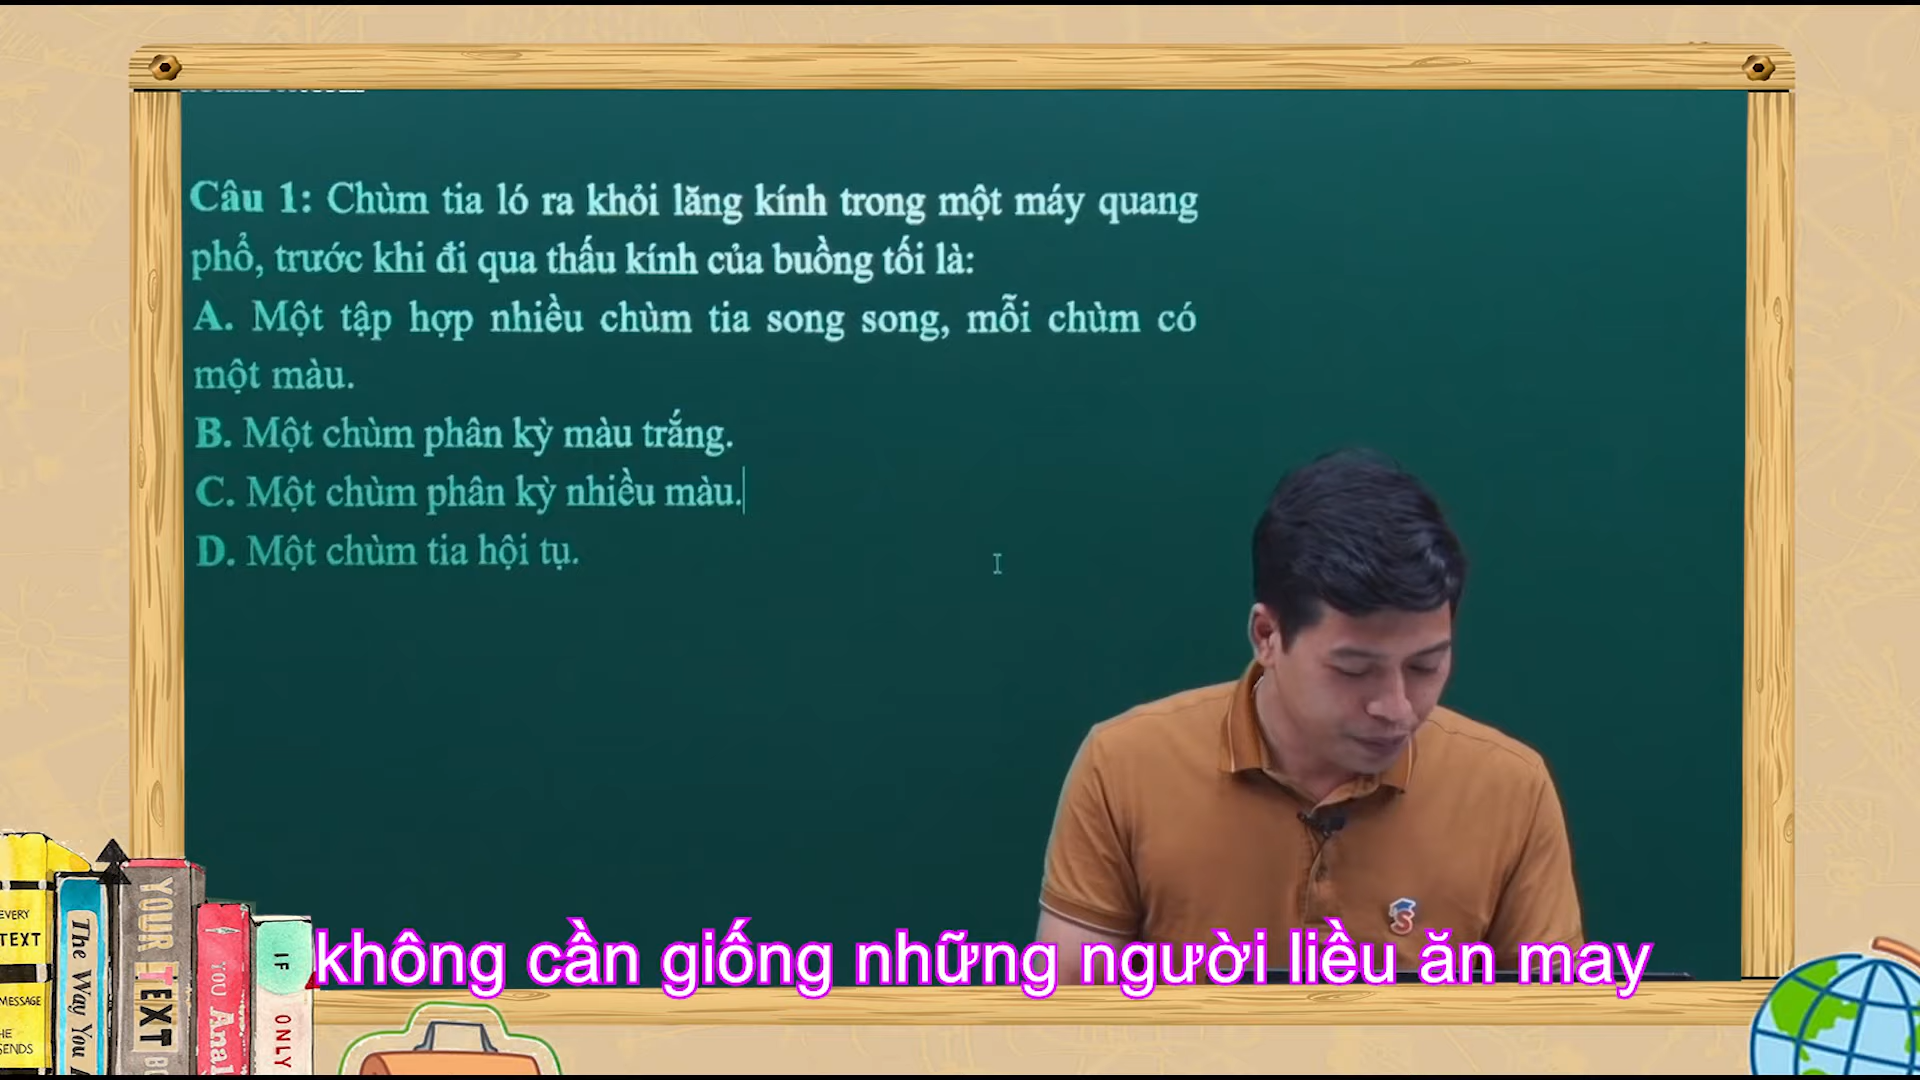 Câu 1: Chùm tia ló ra khỏi lăng kính trong một máy quang
phổ, trước khi đi qua thấu kính của buồng tối là:
A. Một tập hợp nhiều chùm tia song song, mỗi chùm có
một màu.
B. Một chùm phân kỳ màu trắng.
C. Một chùm phân kỳ nhiều màu.
D. Một chùm tia hội tụ.
S
không cần giống những người liều ăn may
EVERY
TEXT
MESSAGE
The Way You
YOUR TEXT
YOU Anal
IF
ONLY